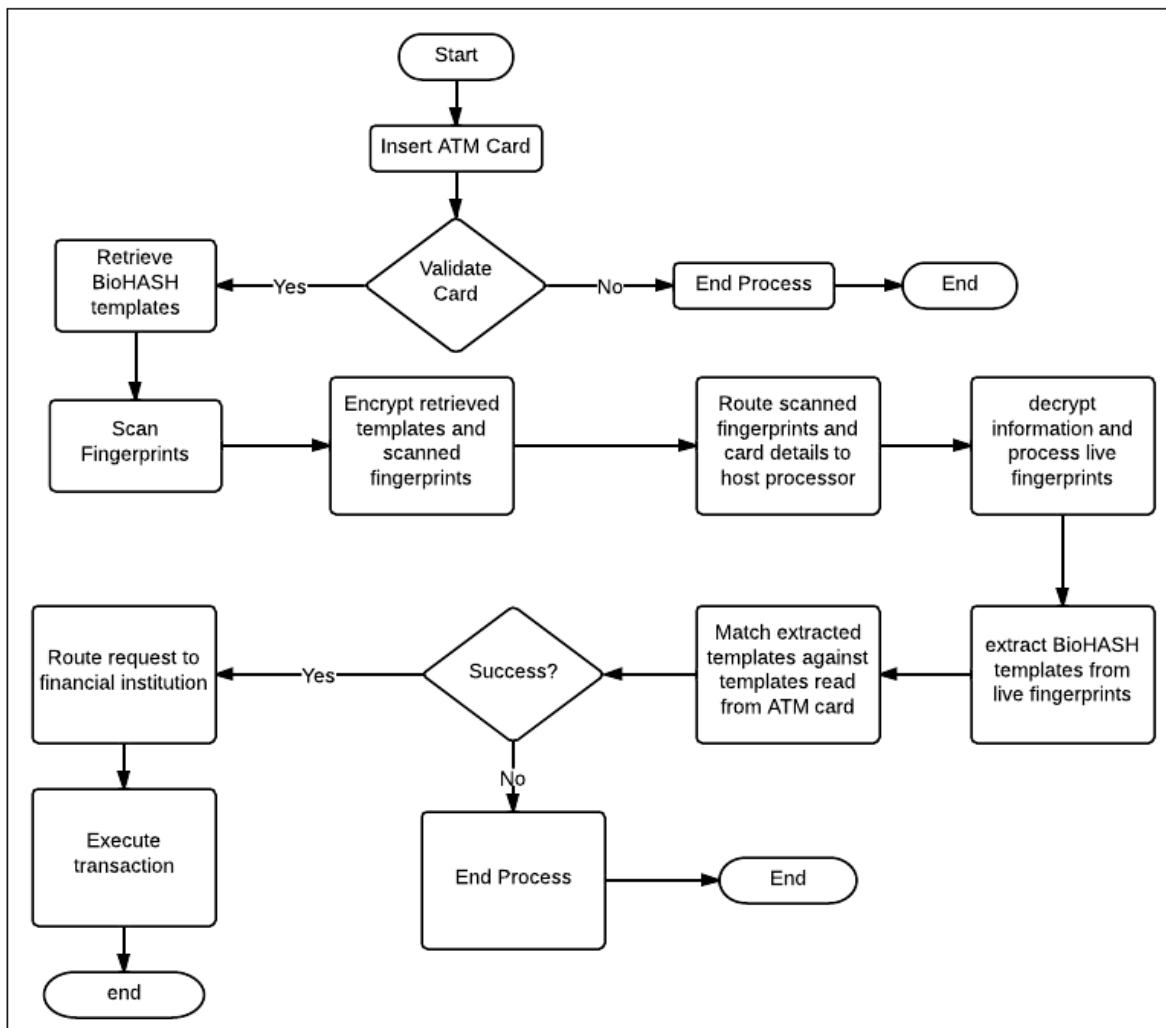 Start
Insert ATM Card
Retrieve
BioHASH
templates
Yes
Validate
Card
No
End Process
End
Scan
Fingerprints
Encrypt retrieved
templates and
scanned
fingerprints
Route scanned
fingerprints and
card details to
host processor
decrypt
information and
process live
fingerprints
Route request to
financial institution
Yes
Success?
Match extracted
templates against
templates read
from ATM card
extract BioHASH
templates from
live fingerprints
No
Execute
transaction
End Process
End
end